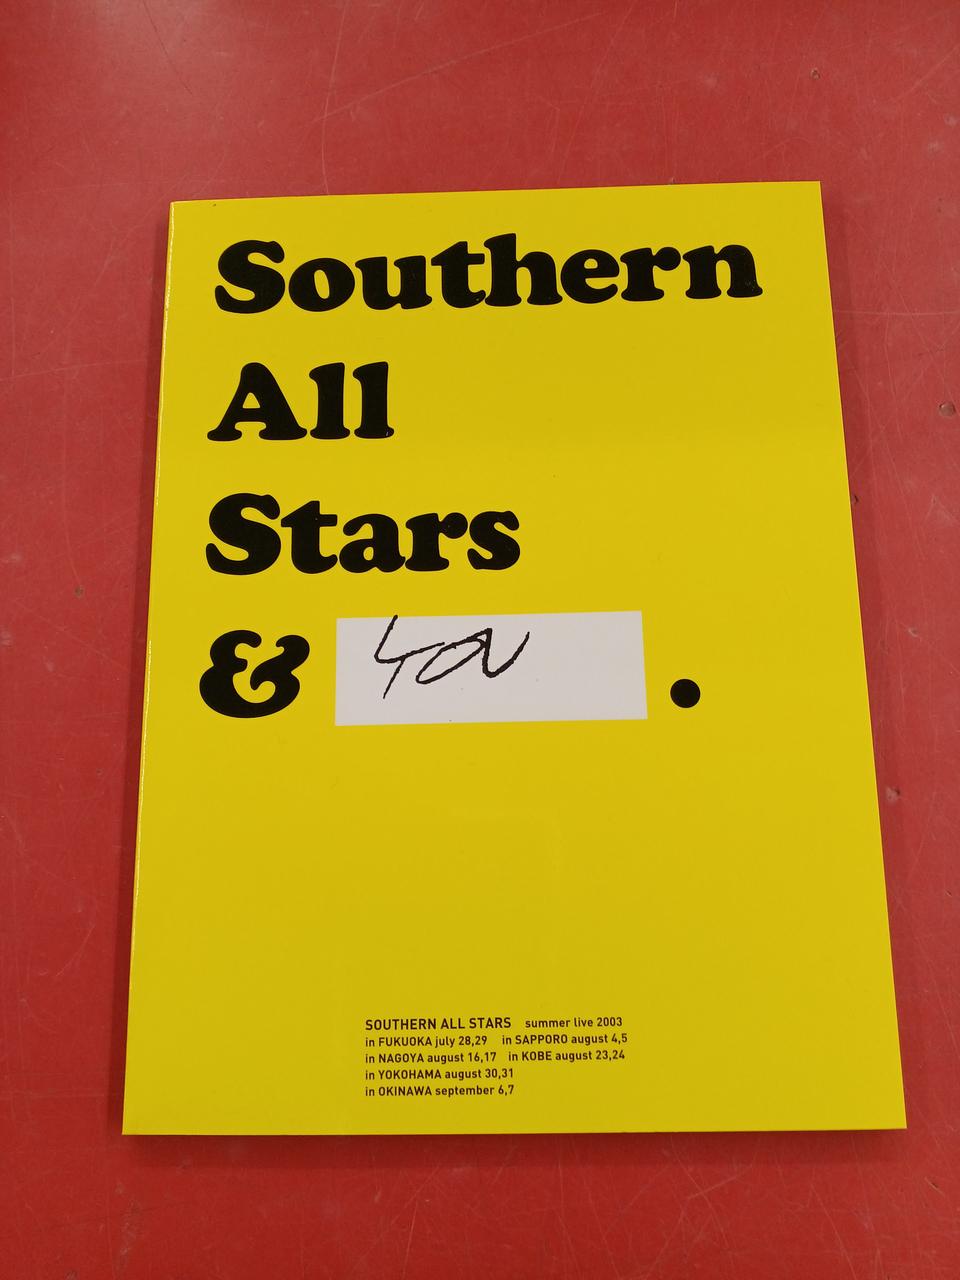 Southern
All
Stars
& YOU .
SOUTHERN ALL STARS summer live 2003
in FUKUOKA july 28,29 in SAPPORO august 4,5
in NAGOYA august 16,17 in KOBE august 23,24
in YOKOHAMA august 30,31
in OKINAWA september 6,7